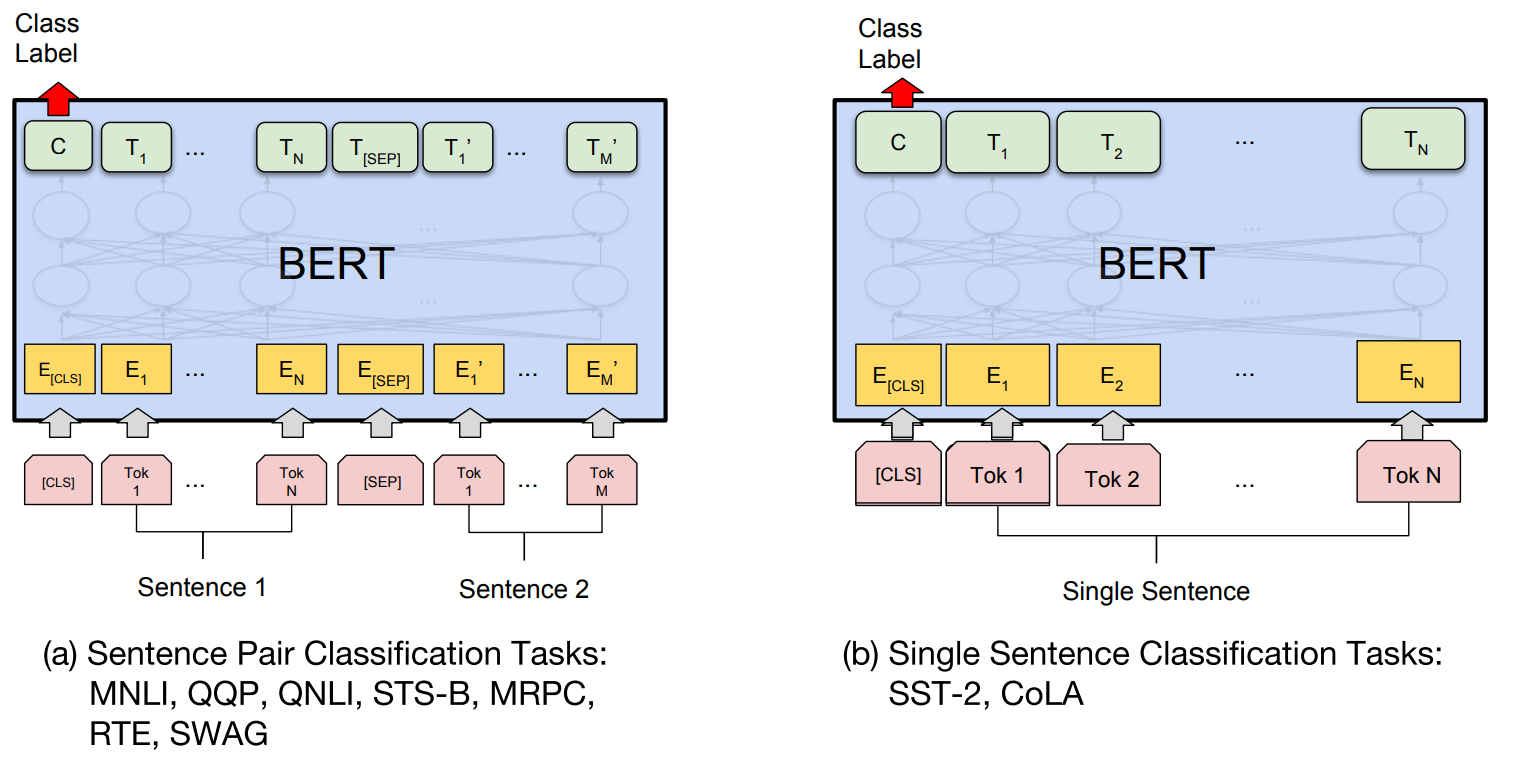 Class
Label
C T1 ... TN T[SEP] T1’ ... TM’
...
BERT
...
E[CLS] E1 ... EN E[SEP] E1’ ... EM’
[CLS] Tok 1 ... Tok N [SEP] Tok 1 ... Tok M
Sentence 1 Sentence 2
(a) Sentence Pair Classification Tasks:
MNLI, QQP, QNLI, STS-B, MRPC,
RTE, SWAG
Class
Label
C T1 T2 ... TN
...
BERT
...
E[CLS] E1 E2 ... EN
[CLS] Tok 1 Tok 2 ... Tok N
Single Sentence
(b) Single Sentence Classification Tasks:
SST-2, CoLA